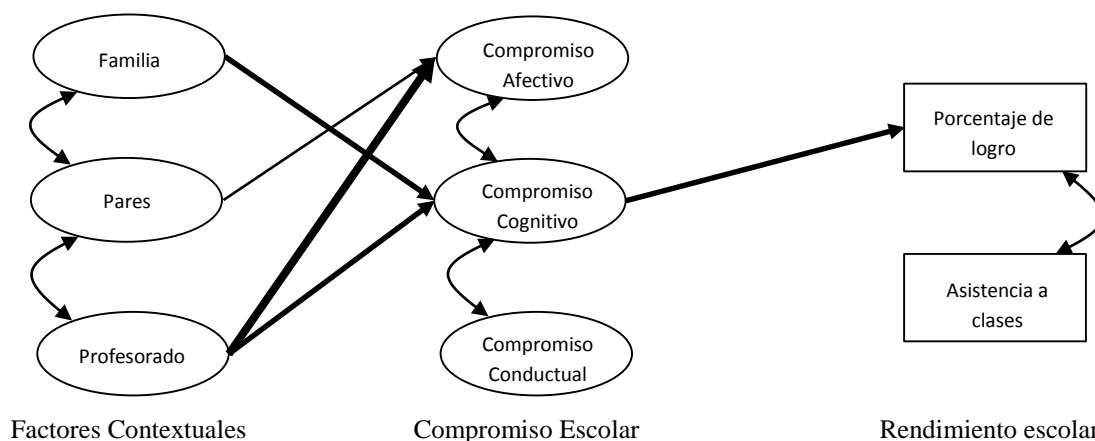 Familia
Pares
Profesorado
Compromiso
Afectivo
Compromiso
Cognitivo
Compromiso
Conductual
Porcentaje de
logro
Asistencia a
clases
Factores Contextuales
Compromiso Escolar
Rendimiento escolar